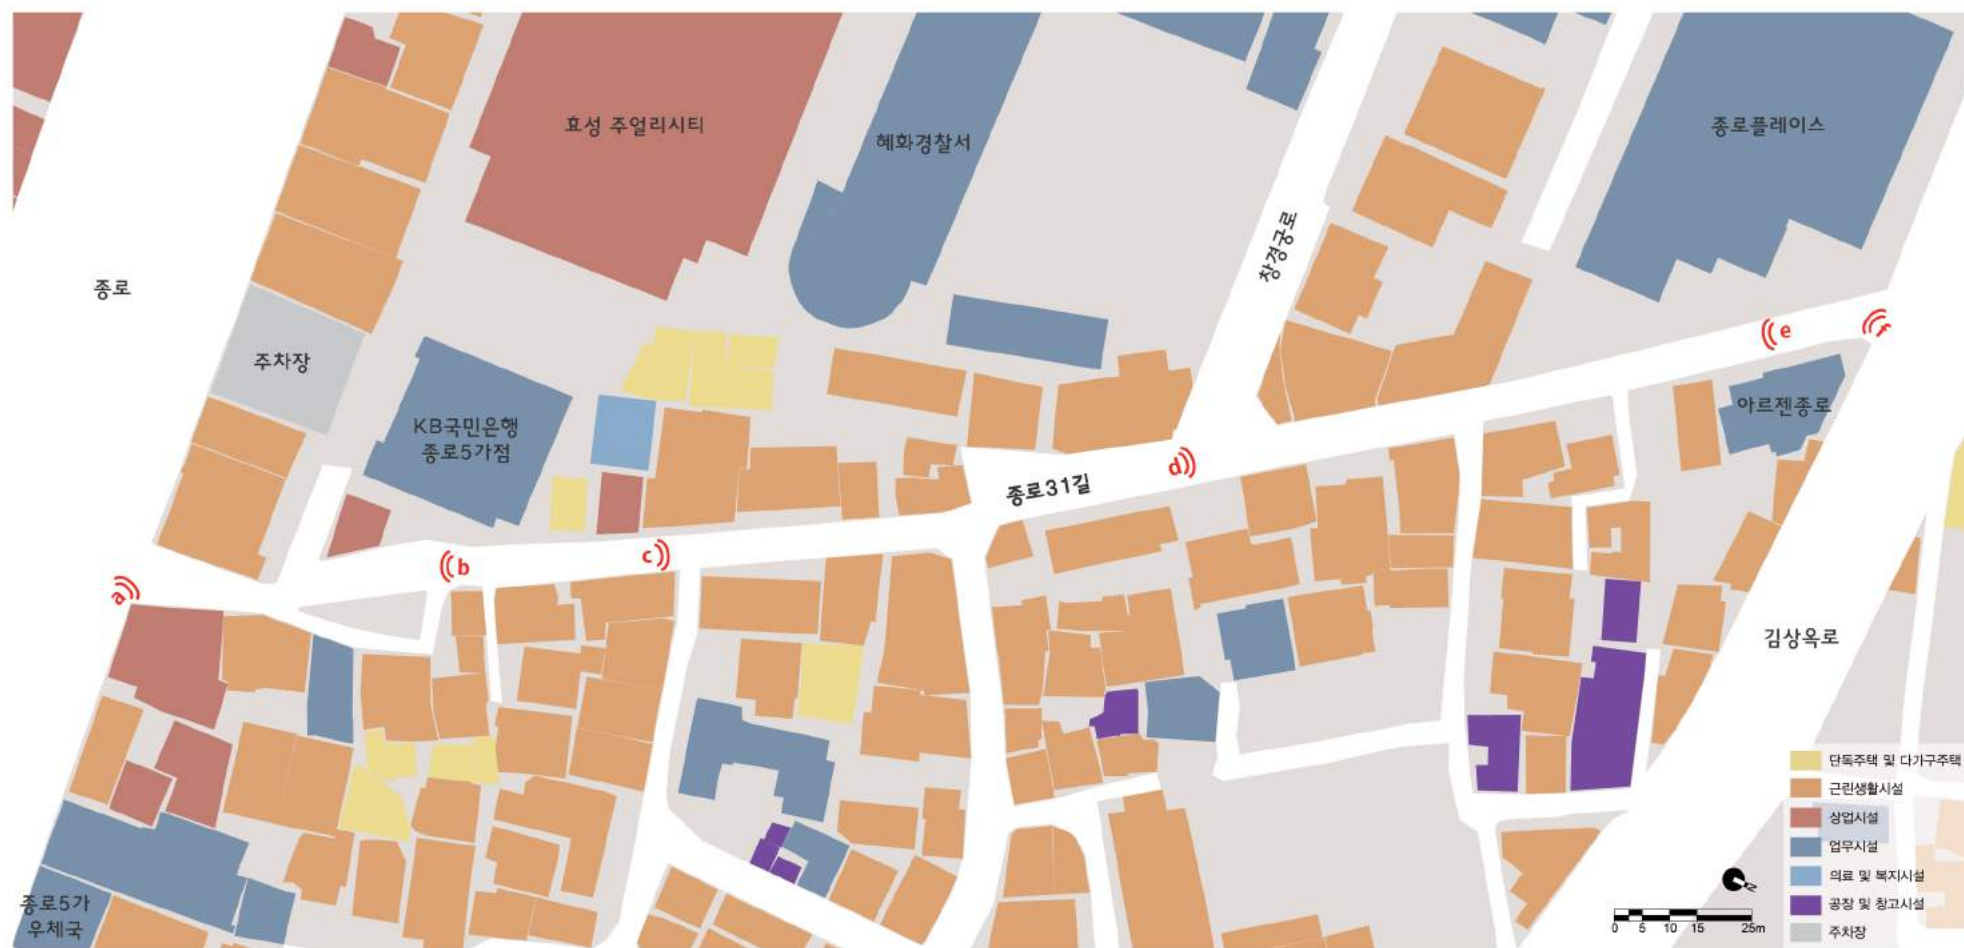 효성 주얼리시티
혜화경찰서
종로플레이스
창경궁로
종로
주차장
KB국민은행
종로5가점
아르젠종로
종로31길
a
b
c
d
e
f
김상옥로
종로5가
우체국
단독주택 및 다가구주택
근린생활시설
상업시설
업무시설
의료 및 복지시설
공장 및 창고시설
주차장
N
0 5 10 15 25m